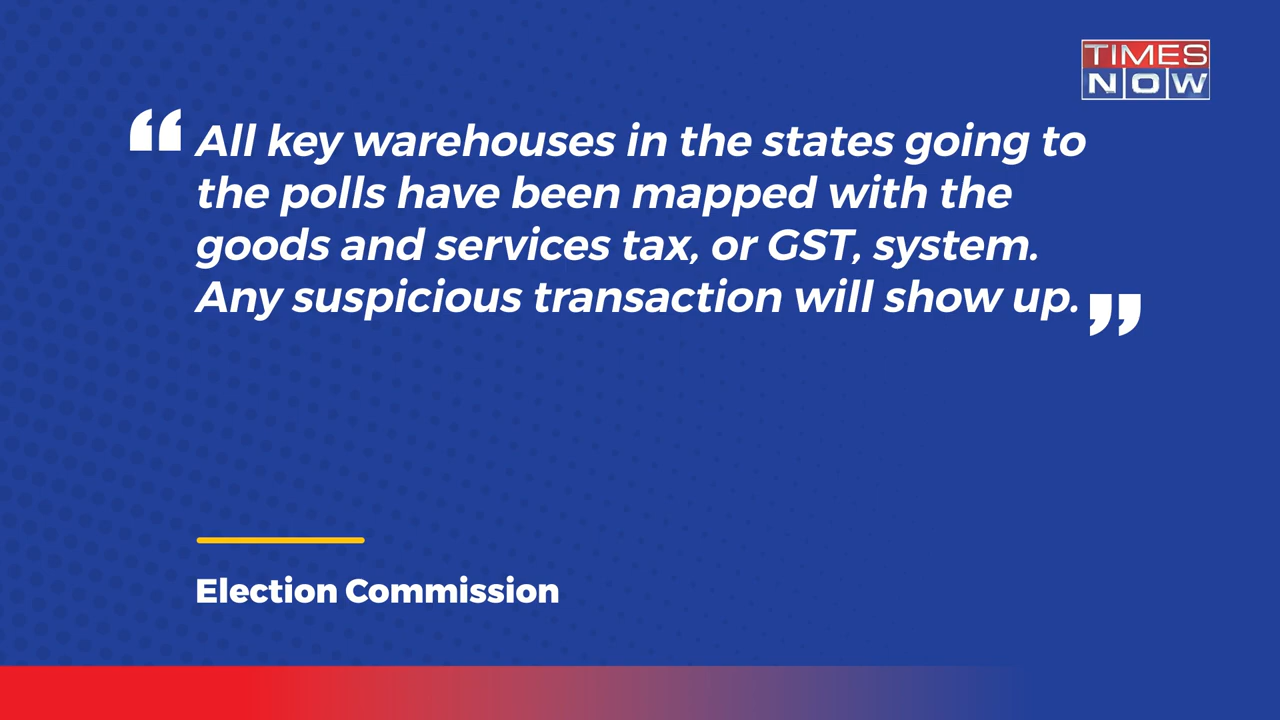 TIMES
NOW
“All key warehouses in the states going to
the polls have been mapped with the
goods and services tax, or GST, system.
Any suspicious transaction will show up.”
Election Commission